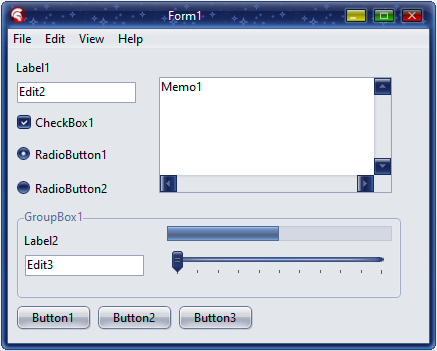 Form1
File Edit View Help
Label1
Edit2
Memo1
CheckBox1
RadioButton1
RadioButton2
GroupBox1
Label2
Edit3
Button1 Button2 Button3